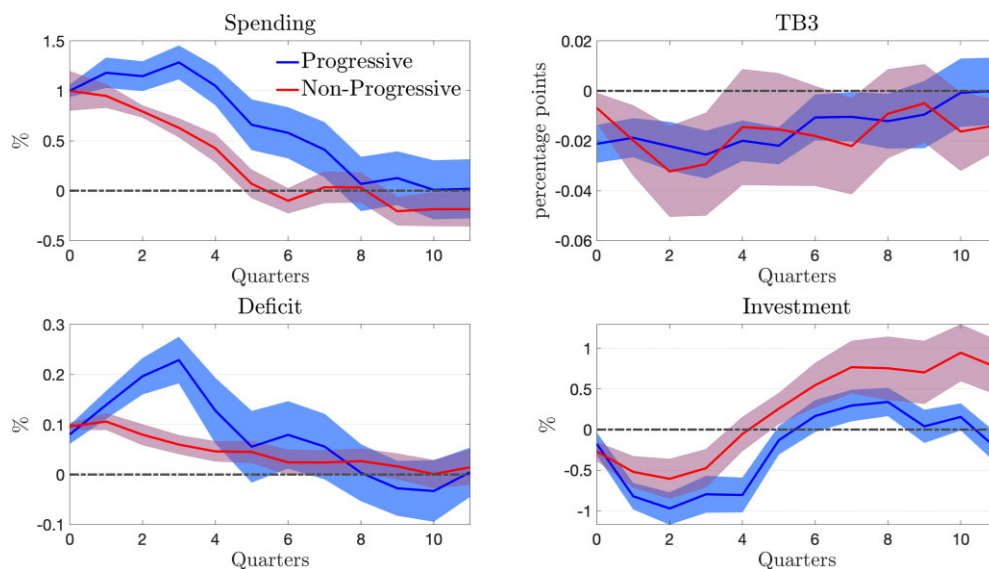 Spending
1.5
1
0.5
0
-0.5
%
0 2 4 6 8 10
Quarters
Progressive
Non-Progressive
TB3
0.02
0
-0.02
-0.04
-0.06
percentage points
0 2 4 6 8 10
Quarters
Deficit
0.3
0.2
0.1
0
-0.1
%
0 2 4 6 8 10
Quarters
Investment
1
0.5
0
-0.5
-1
%
0 2 4 6 8 10
Quarters